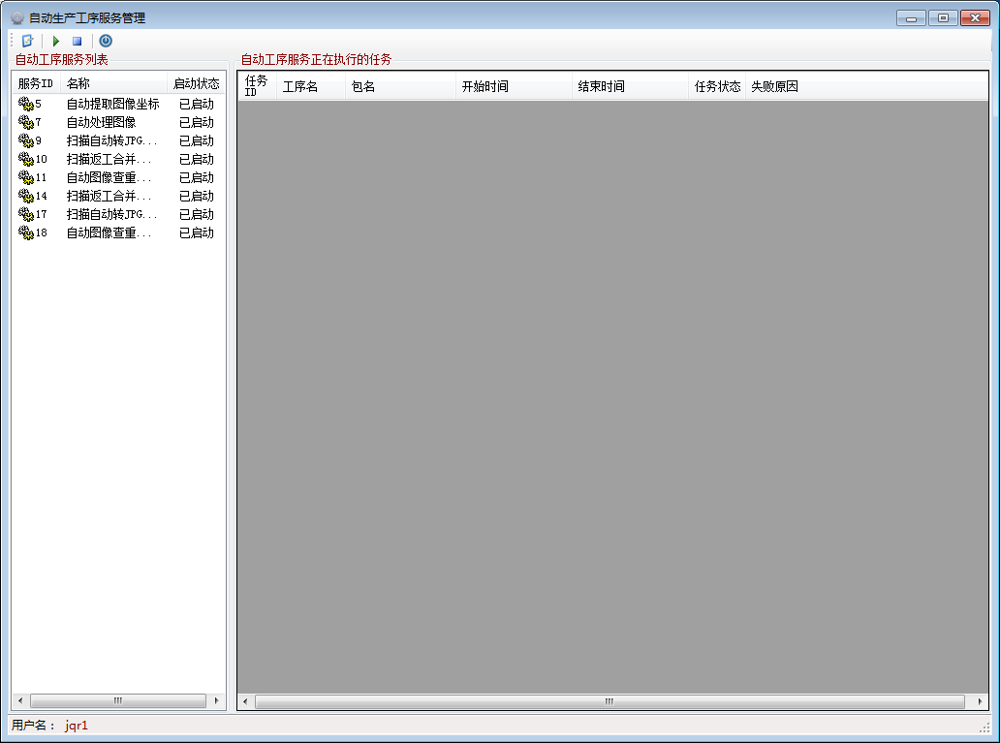 自动生产工序服务管理
自动工序服务列表
服务ID 名称 启动状态
5 自动提取图像坐标 已启动
7 自动处理图像 已启动
9 扫描自动转JPG... 已启动
10 扫描返工合并... 已启动
11 自动图像查重... 已启动
14 扫描返工合并... 已启动
17 扫描自动转JPG... 已启动
18 自动图像查重... 已启动
自动工序服务正在执行的任务
任务ID 工序名 包名 开始时间 结束时间 任务状态 失败原因
用户名： jqr1